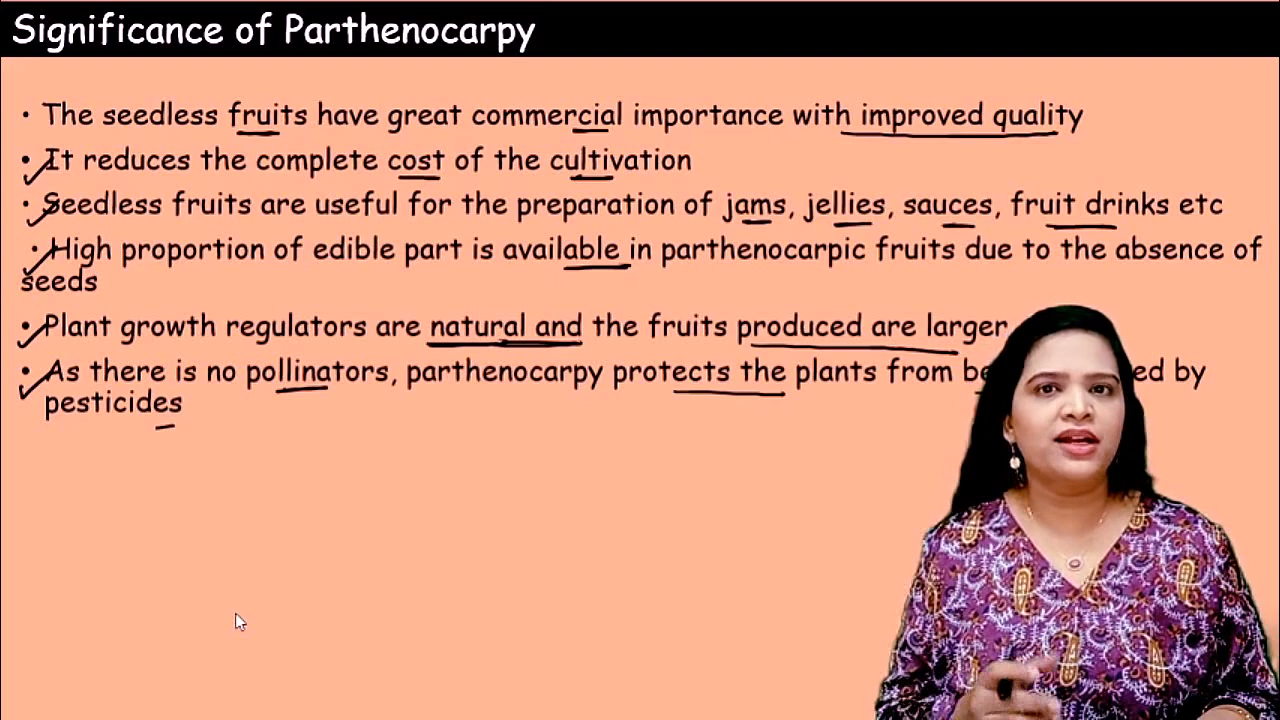 Significance of Parthenocarpy
• The seedless fruits have great commercial importance with improved quality
• It reduces the complete cost of the cultivation
• Seedless fruits are useful for the preparation of jams, jellies, sauces, fruit drinks etc
• High proportion of edible part is available in parthenocarpic fruits due to the absence of
seeds
• Plant growth regulators are natural and the fruits produced are larger
• As there is no pollinators, parthenocarpy protects the plants from by
pesticides